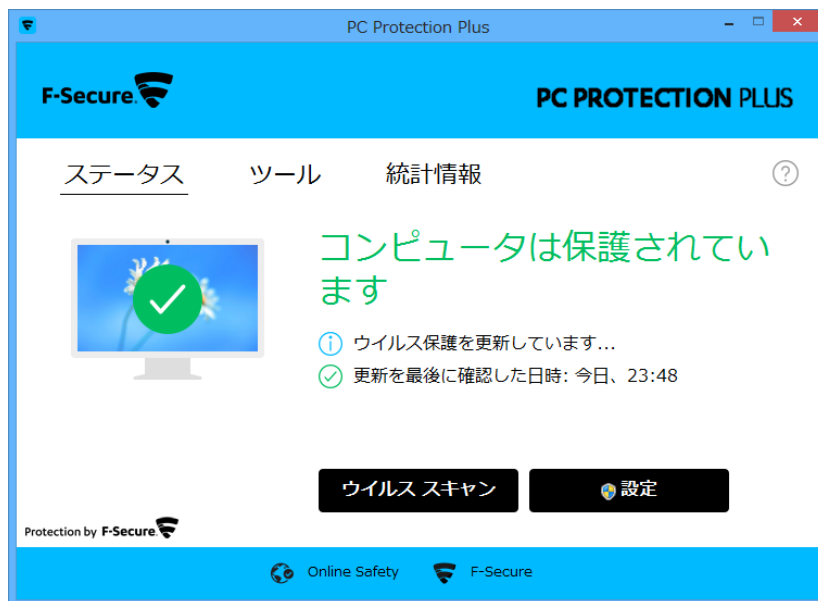 PC Protection Plus
F-Secure.
PC PROTECTION PLUS
ステータス ツール 統計情報 ?
コンピュータは保護されてい
ます
ウイルス保護を更新しています...
更新を最後に確認した日時: 今日、23:48
ウイルス スキャン 設定
Protection by F-Secure.
Online Safety F-Secure